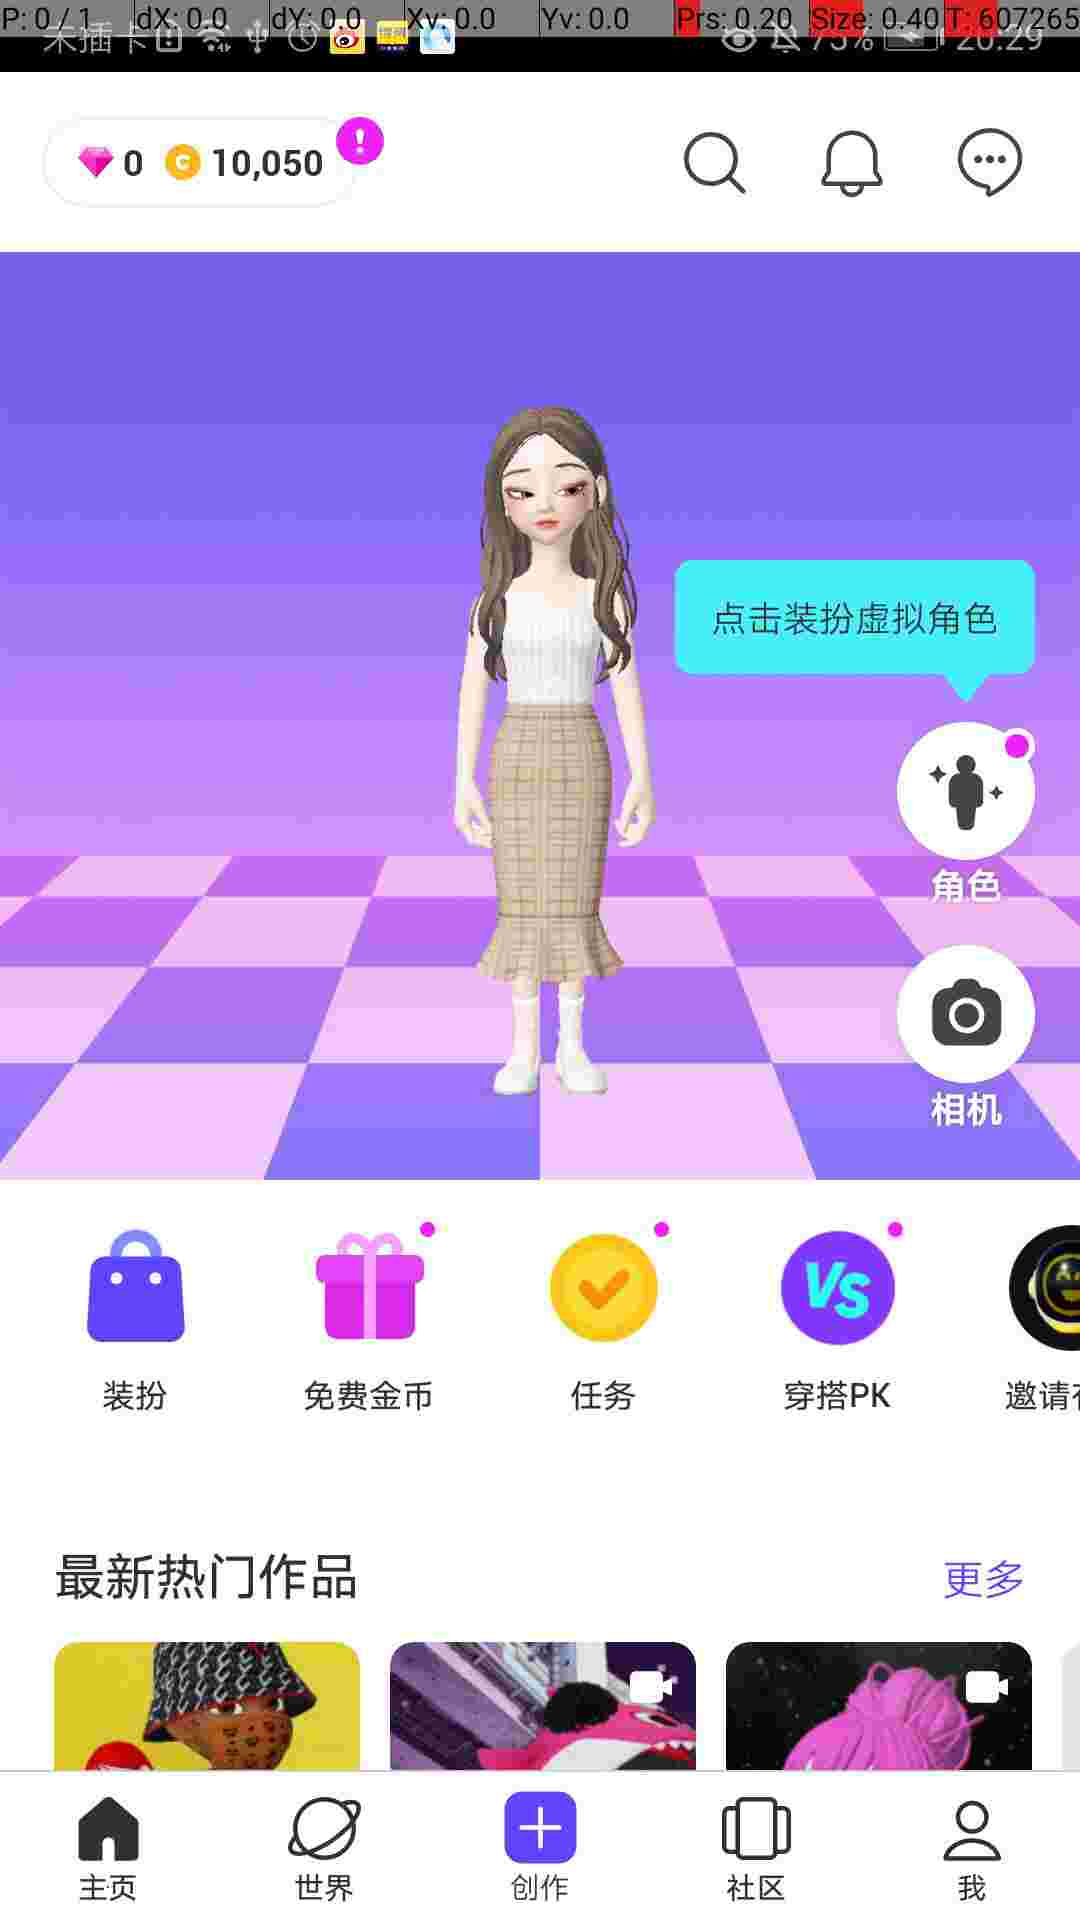 P: 0 / 1 dX: 0.0 dY: 0.0 Xv: 0.0 Yv: 0.0 Prs: 0.20 Size: 0.40 T: 607265
未插卡 75% 20:29
0 10,050
点击装扮虚拟角色
角色
相机
VS
装扮 免费金币 任务 穿搭PK 邀请
最新热门作品 更多
主页 世界 创作 社区 我